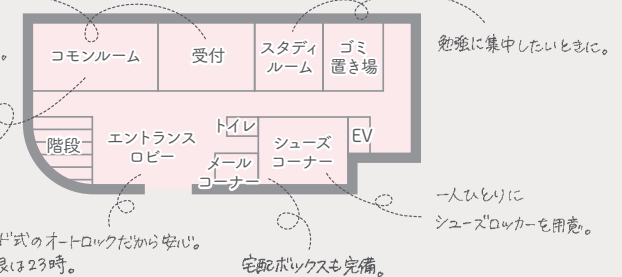 。
コモンルーム
受付
スタディ
ルーム
ゴミ
置き場
勉強に集中したいときに。
階段
エントランス
ロビー
トイレ
メール
コーナー
シューズ
コーナー
EV
一人ひとりに
シューズロッカーを用意。
ド式のオートロックだから安心。
限は23時。
宅配ボックスも完備。